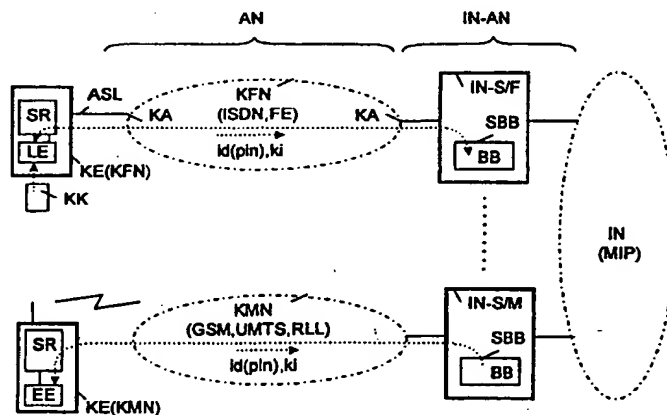 AN
IN-AN
KFN
(ISDN,FE)
IN-S/F
ASL
SR
KA
KA
SBB
LE
Id(pin),ki
BB
KE(KFN)
KK
IN
(MIP)
KMN
(GSM,UMTS,RLL)
IN-S/M
SR
SBB
Id(pin),ki
BB
EE
KE(KMN)